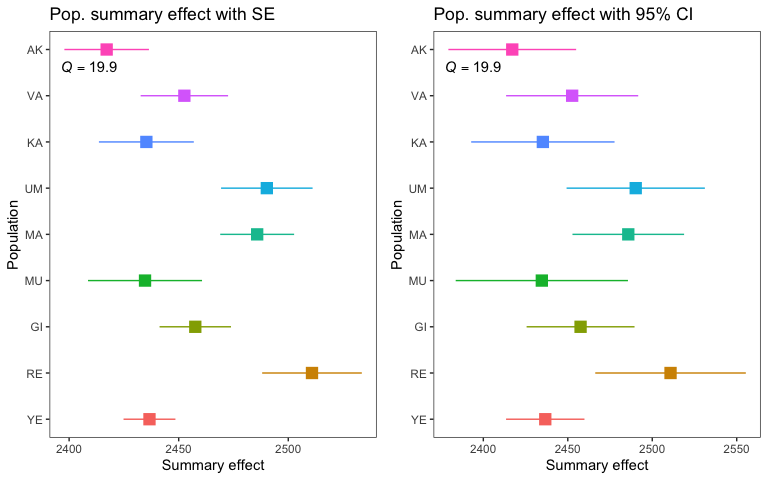 Pop. summary effect with SE
AK
Q = 19.9
VA
KA
UM
MA
MU
GI
RE
YE
Population
2400
2450
2500
Summary effect
Pop. summary effect with 95% CI
AK
Q = 19.9
VA
KA
UM
MA
MU
GI
RE
YE
Population
2400
2450
2500
2550
Summary effect